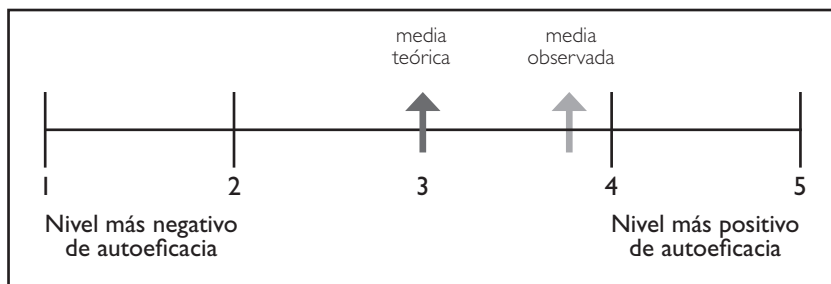 media
teórica
media
observada
1
2
3
4
5
Nivel más negativo
de autoeficacia
Nivel más positivo
de autoeficacia